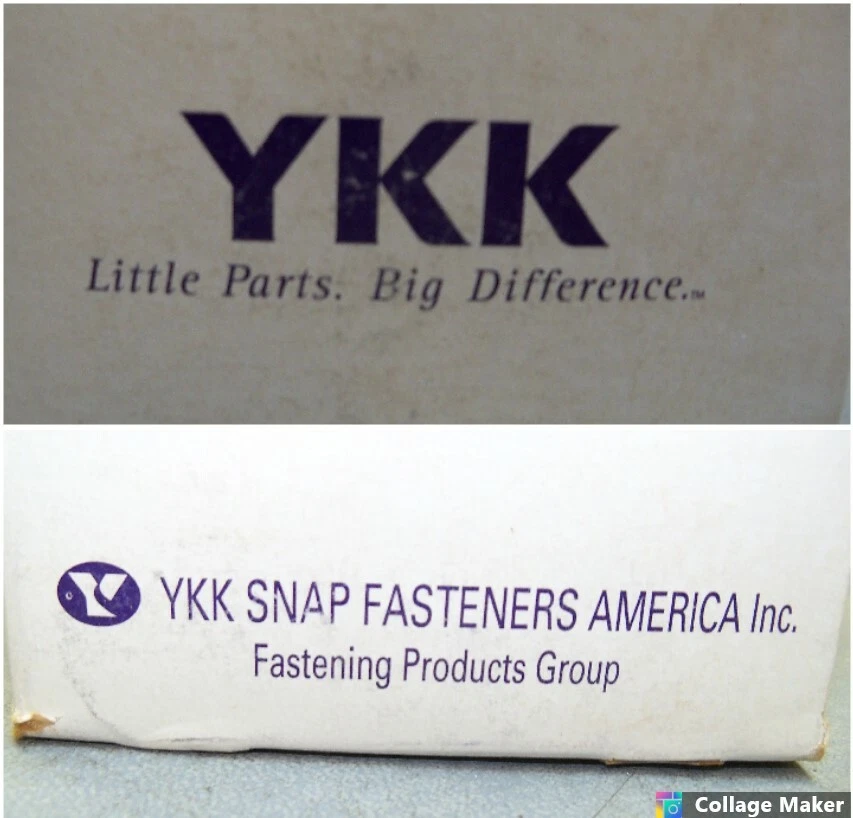 YKK
Little Parts. Big Difference.™
YKK SNAP FASTENERS AMERICA Inc.
Fastening Products Group
Collage Maker